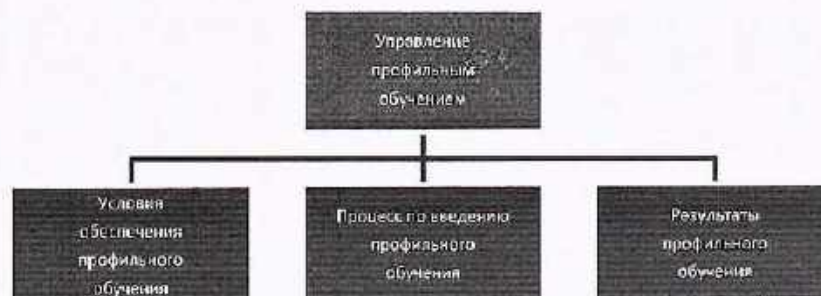 Управление
профильным
обучением
Условия
обеспечения
профильного
обучения
Процесс по введению
профильного
обучения
Результаты
профильного
обучения